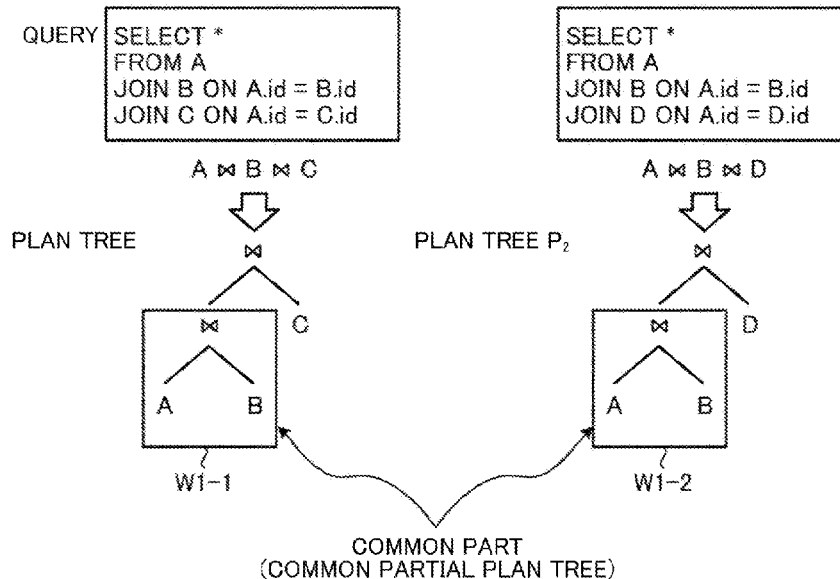 QUERY
SELECT *
FROM A
JOIN B ON A.id = B.id
JOIN C ON A.id = C.id
SELECT *
FROM A
JOIN B ON A.id = B.id
JOIN D ON A.id = D.id
A ⋈ B ⋈ C
A ⋈ B ⋈ D
PLAN TREE
PLAN TREE P₂
⋈
⋈
⋈
C
⋈
D
A
B
A
B
W1-1
W1-2
COMMON PART
(COMMON PARTIAL PLAN TREE)